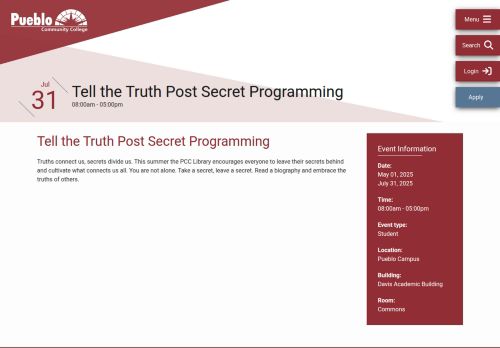 Pueblo
Community College
Menu
Search
Login
Apply
Jul
31
Tell the Truth Post Secret Programming
08:00am - 05:00pm
Tell the Truth Post Secret Programming
Truths connect us, secrets divide us. This summer the PCC Library encourages everyone to leave their secrets behind
and cultivate what connects us all. You are not alone. Take a secret, leave a secret. Read a biography and embrace the
truths of others.
Event Information
Date:
May 01, 2025
July 31, 2025
Time:
08:00am - 05:00pm
Event type:
Student
Location:
Pueblo Campus
Building:
Davis Academic Building
Room:
Commons